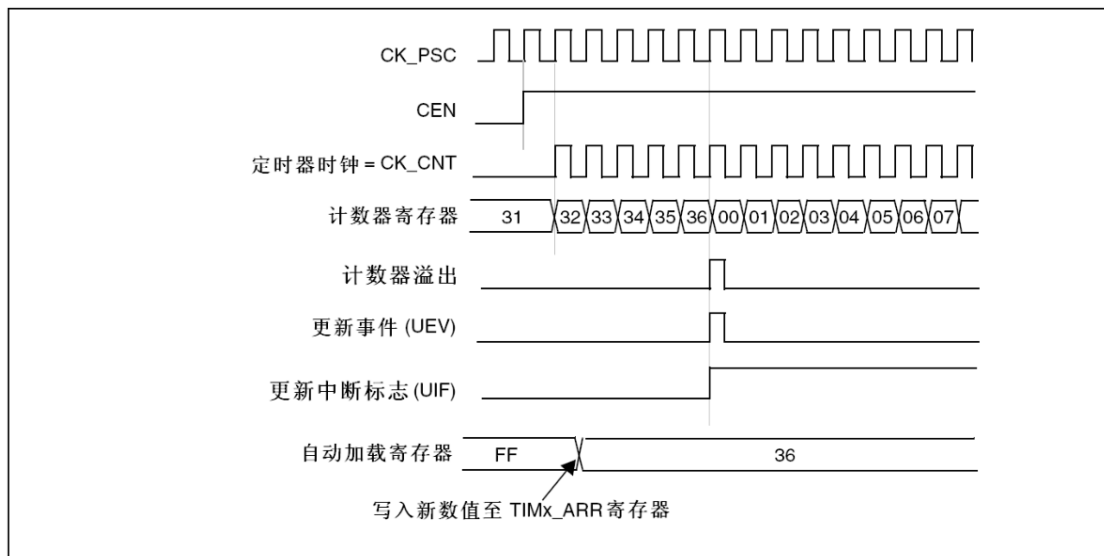 CK_PSC
CEN
定时器时钟 = CK_CNT
计数器寄存器 31 32 33 34 35 36 00 01 02 03 04 05 06 07
计数器溢出
更新事件 (UEV)
更新中断标志 (UIF)
自动加载寄存器 FF 36
写入新数值至 TIMx_ARR 寄存器